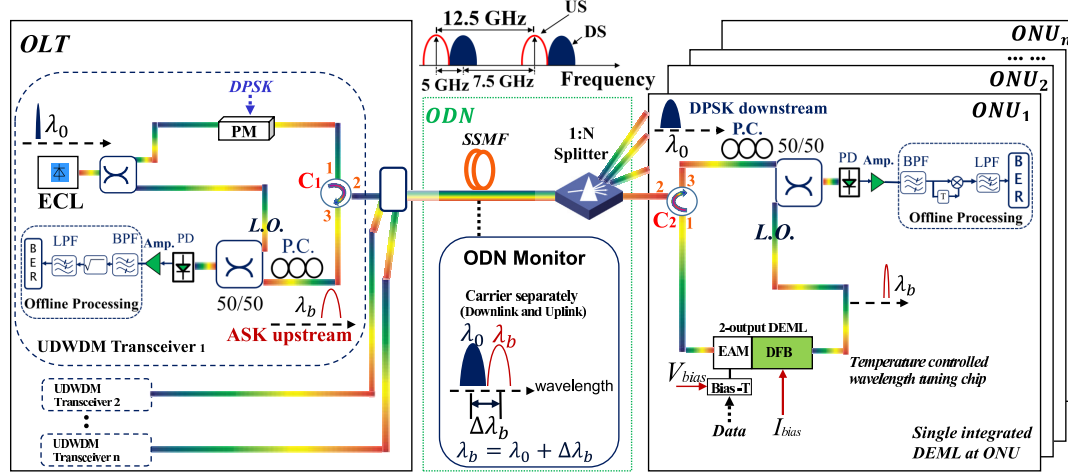 OLT
DPSK
λ0
PM
ECL
1
C1
2
3
L.O.
P.C.
BER
LPF
√
BPF
Amp.
PD
Offline Processing
50/50
λb
ASK upstream
UDWDM Transceiver 1
UDWDM
Transceiver 2
UDWDM
Transceiver n
12.5 GHz
US
DS
5 GHz
7.5 GHz
Frequency
ODN
SSMF
1:N
Splitter
ODN Monitor
Carrier separately
(Downlink and Uplink)
λ0
λb
wavelength
Δλb
λb = λ0 + Δλb
ONUn
... ...
ONU2
ONU1
DPSK downstream
λ0
P.C.
50/50
PD
Amp.
BPF
T
LPF
BER
Offline Processing
2
3
C2
1
L.O.
λb
2-output DEML
EAM
DFB
Vbias
Bias-T
Data
Ibias
Temperature controlled
wavelength tuning chip
Single integrated
DEML at ONU